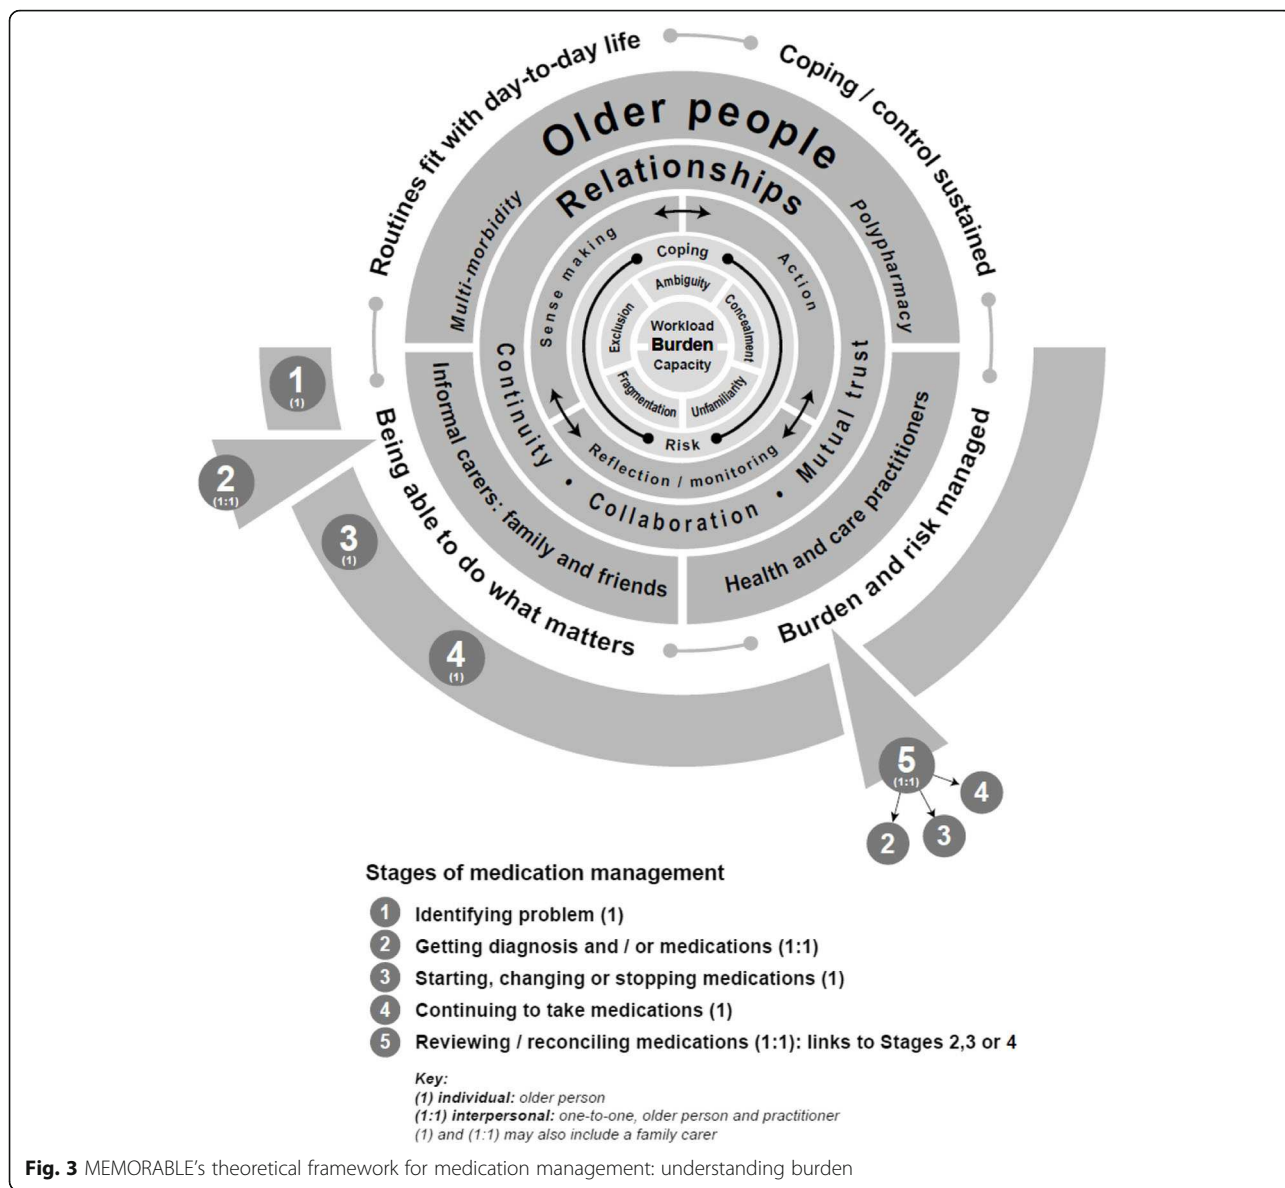 Routines fit with day-to-day life
Coping / control sustained
Older people
Multi-morbidity
Polypharmacy
Relationships
Sense making
Action
Coping
Ambiguity
Exclusion
Concealment
Workload
Burden
Capacity
Fragmentation
Unfamiliarity
Risk
Reflection / monitoring
Continuity • Collaboration • Mutual trust
Informal carers: family and friends
Health and care practitioners
Being able to do what matters
Burden and risk managed
1
(1)
2
(1:1)
3
(1)
4
(1)
5
(1:1)
4
3
2
Stages of medication management
1 Identifying problem (1)
2 Getting diagnosis and / or medications (1:1)
3 Starting, changing or stopping medications (1)
4 Continuing to take medications (1)
5 Reviewing / reconciling medications (1:1): links to Stages 2,3 or 4
Key:
(1) individual: older person
(1:1) interpersonal: one-to-one, older person and practitioner
(1) and (1:1) may also include a family carer
Fig. 3 MEMORABLE's theoretical framework for medication management: understanding burden